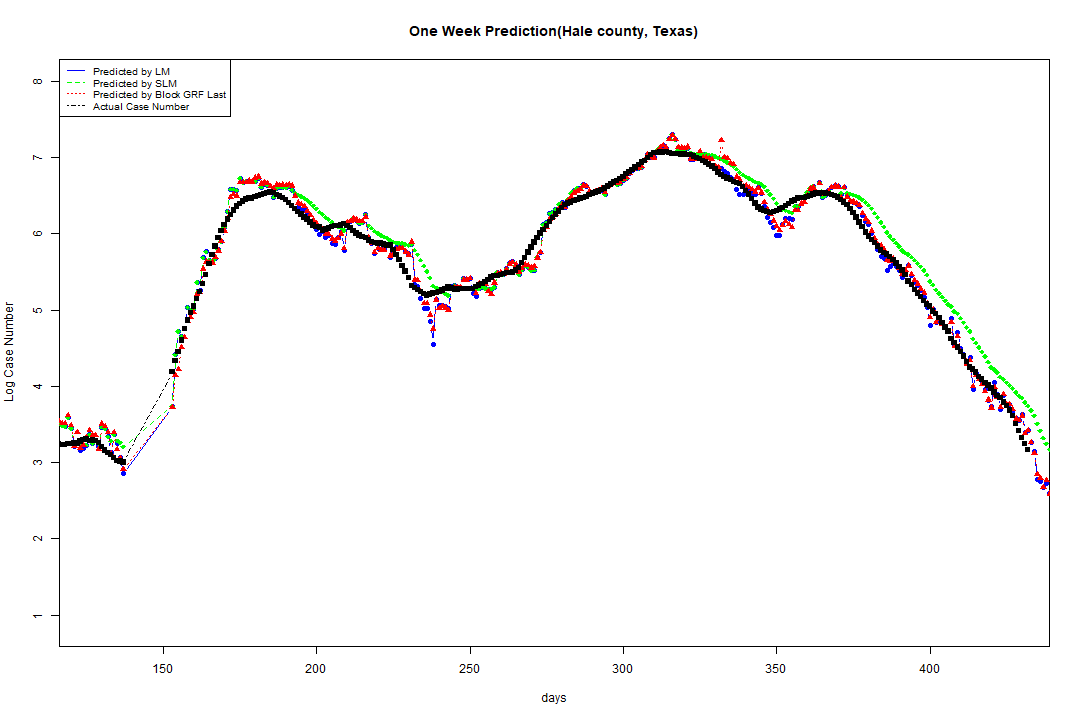 One Week Prediction(Hale county, Texas)
Predicted by LM
Predicted by SLM
Predicted by Block GRF Last
Actual Case Number
8
7
6
5
4
3
2
1
Log Case Number
150 200 250 300 350 400
days